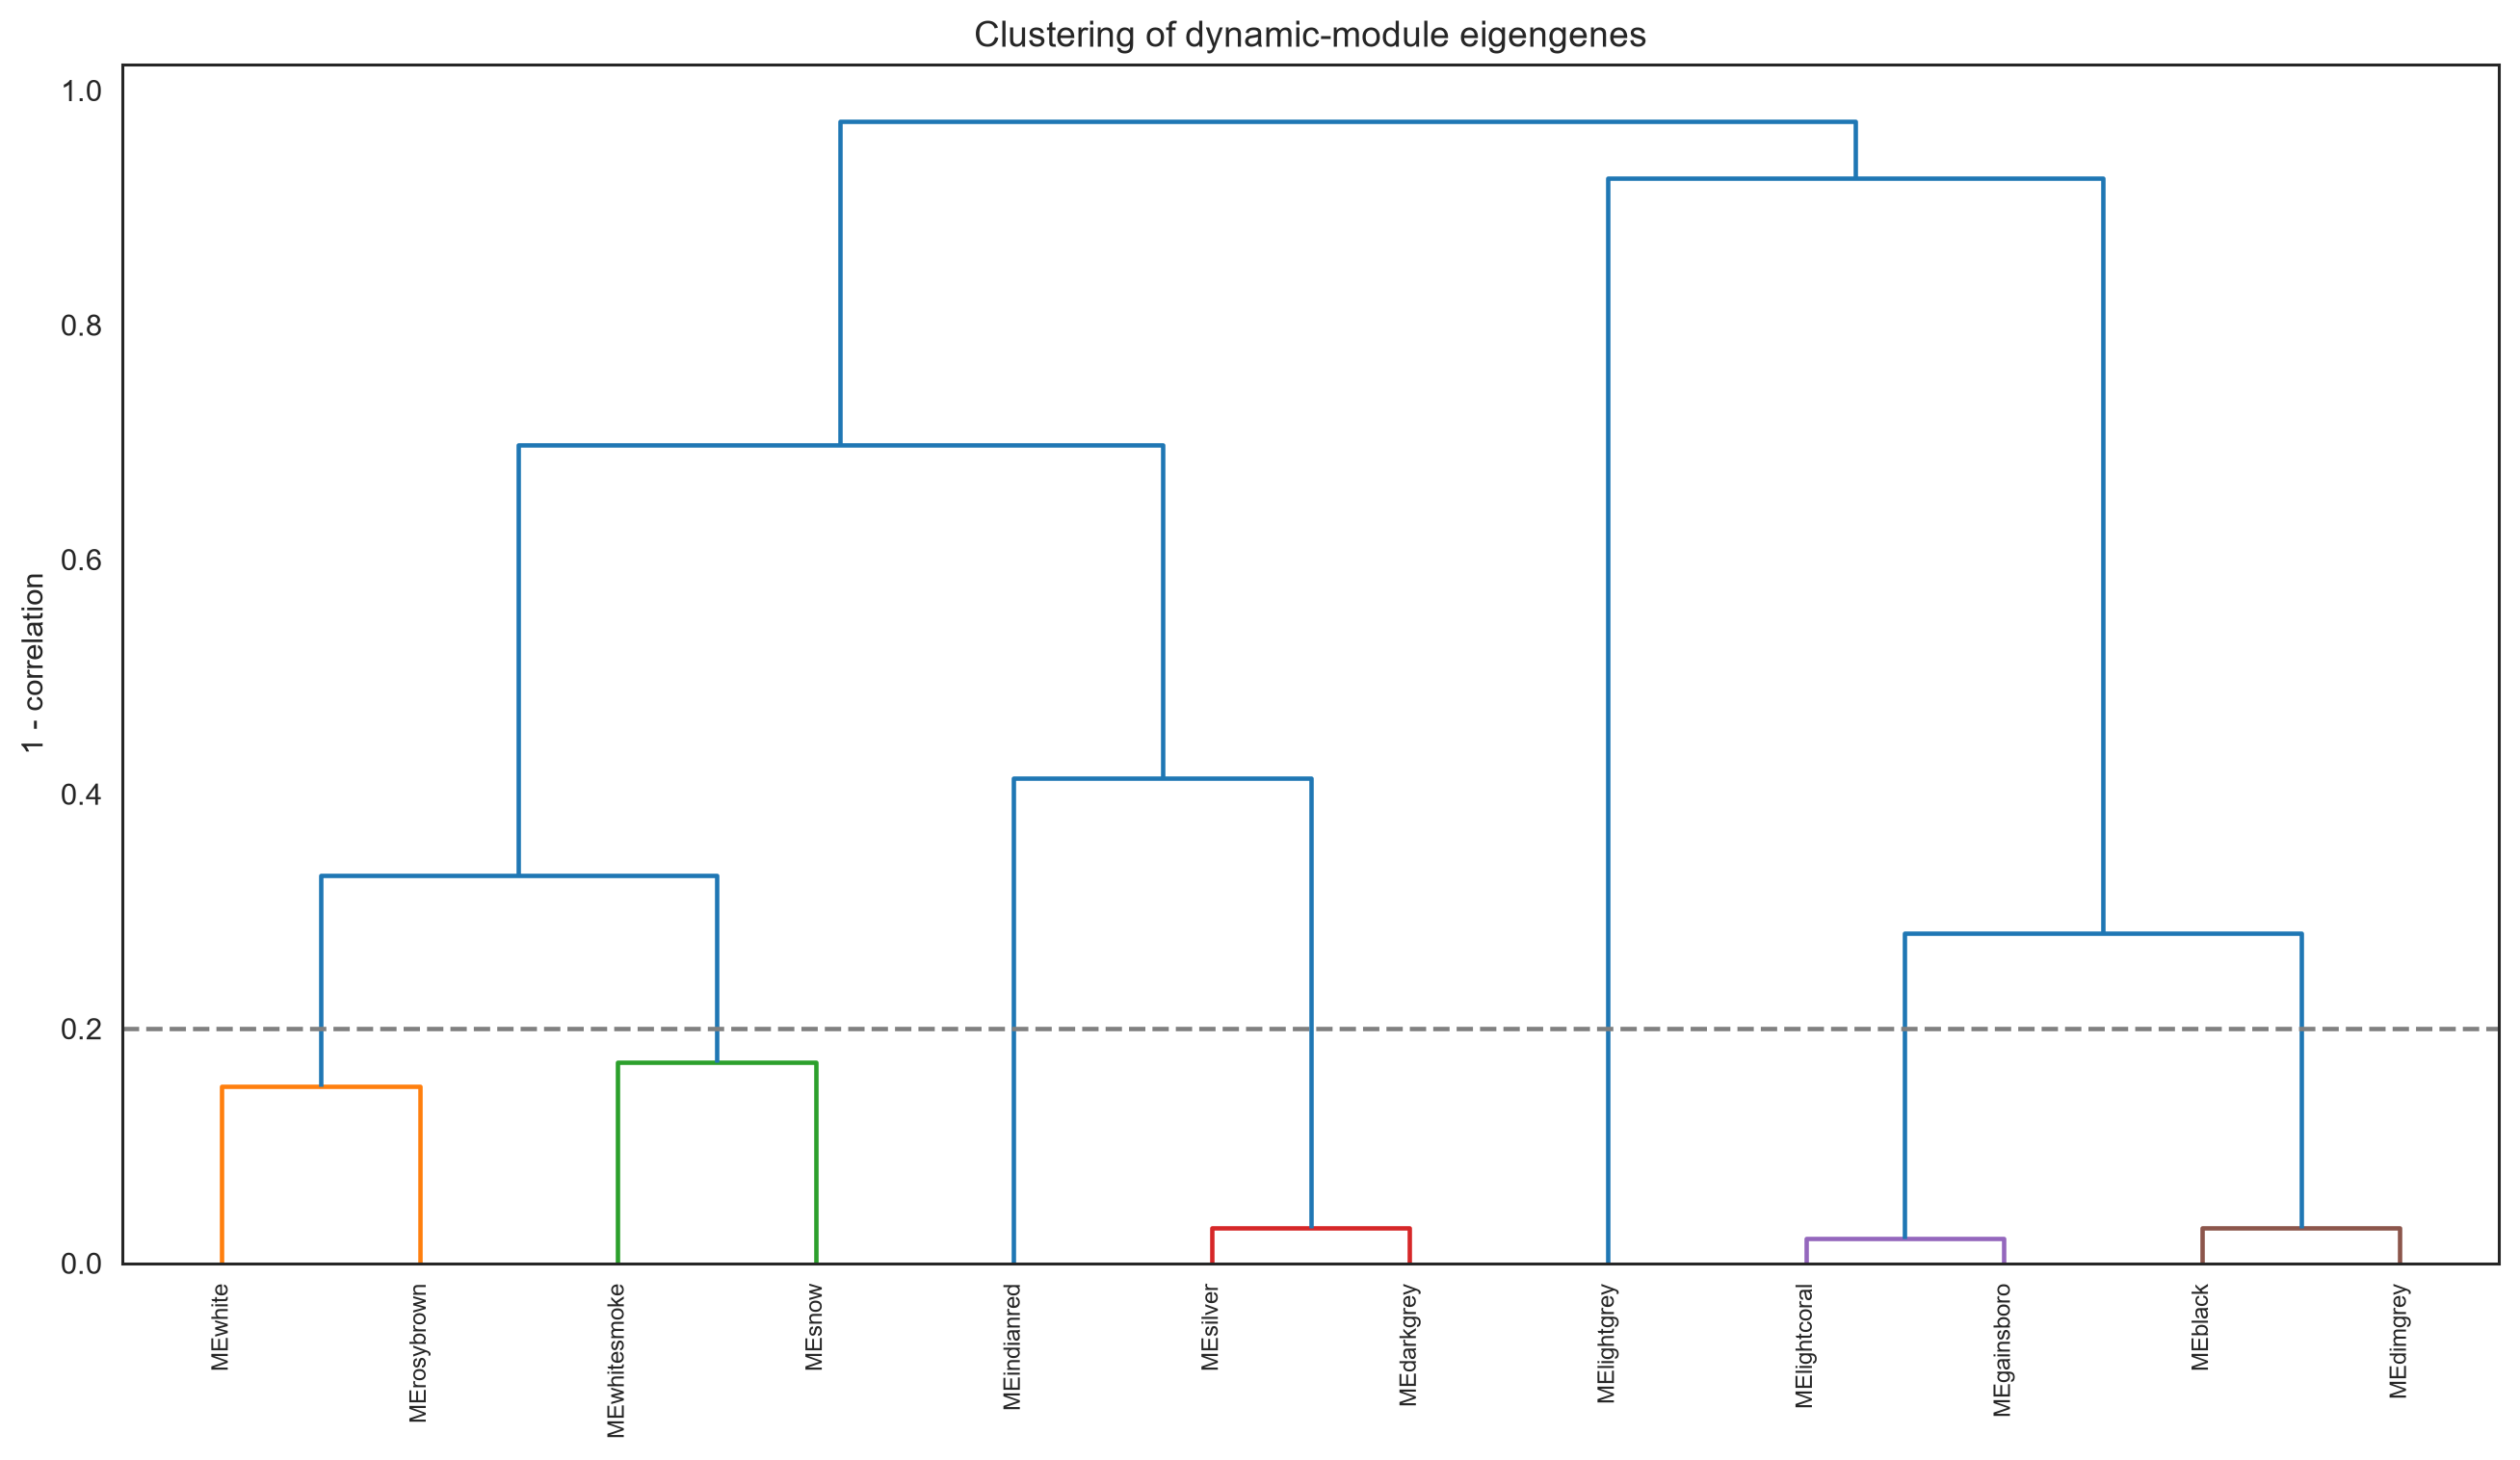 Clustering of dynamic-module eigengenes
1.0
0.8
0.6
0.4
0.2
0.0
1 - correlation
MEwhite
MErosybrown
MEwhitesmoke
MEsnow
MEindianred
MEsilver
MEdarkgrey
MElightgrey
MElightcoral
MEgainsboro
MEblack
MEdimgrey